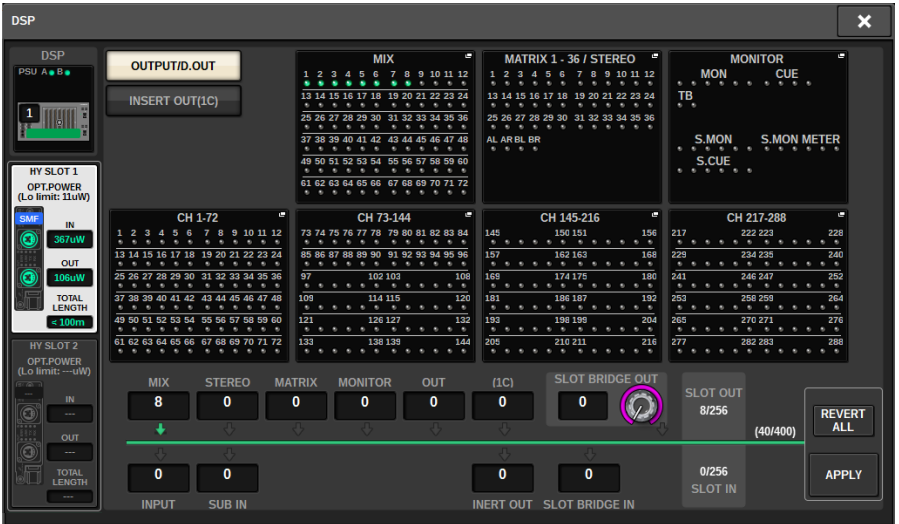 DSP
DSP
PSU A B
1
HY SLOT 1
OPT.POWER
(Lo limit: 11uW)
SMF
IN
367uW
OUT
106uW
TOTAL
LENGTH
< 100m
HY SLOT 2
OPT.POWER
(Lo limit: ---uW)
---
IN
---
OUT
---
TOTAL
LENGTH
---
OUTPUT/D.OUT
INSERT OUT(1C)
MIX
1 2 3 4 5 6 7 8 9 10 11 12
13 14 15 16 17 18 19 20 21 22 23 24
25 26 27 28 29 30 31 32 33 34 35 36
37 38 39 40 41 42 43 44 45 46 47 48
49 50 51 52 53 54 55 56 57 58 59 60
61 62 63 64 65 66 67 68 69 70 71 72
MATRIX 1 - 36 / STEREO
1 2 3 4 5 6 7 8 9 10 11 12
13 14 15 16 17 18 19 20 21 22 23 24
25 26 27 28 29 30 31 32 33 34 35 36
AL AR BL BR
MONITOR
MON CUE
TB
S.MON S.MON METER
S.CUE
CH 1-72
1 2 3 4 5 6 7 8 9 10 11 12
13 14 15 16 17 18 19 20 21 22 23 24
25 26 27 28 29 30 31 32 33 34 35 36
37 38 39 40 41 42 43 44 45 46 47 48
49 50 51 52 53 54 55 56 57 58 59 60
61 62 63 64 65 66 67 68 69 70 71 72
CH 73-144
73 74 75 76 77 78 79 80 81 82 83 84
85 86 87 88 89 90 91 92 93 94 95 96
97 102 103 108
109 114 115 120
121 126 127 132
133 138 139 144
CH 145-216
145 150 151 156
157 162 163 168
169 174 175 180
181 186 187 192
193 198 199 204
205 210 211 216
CH 217-288
217 222 223 228
229 234 235 240
241 246 247 252
253 258 259 264
265 270 271 276
277 282 283 288
MIX STEREO MATRIX MONITOR OUT (1C) SLOT BRIDGE OUT
8 0 0 0 0 0 0
SLOT OUT
8/256
(40/400)
0 0 0 0
0/256
SLOT IN
INPUT SUB IN INERT OUT SLOT BRIDGE IN
REVERT
ALL
APPLY